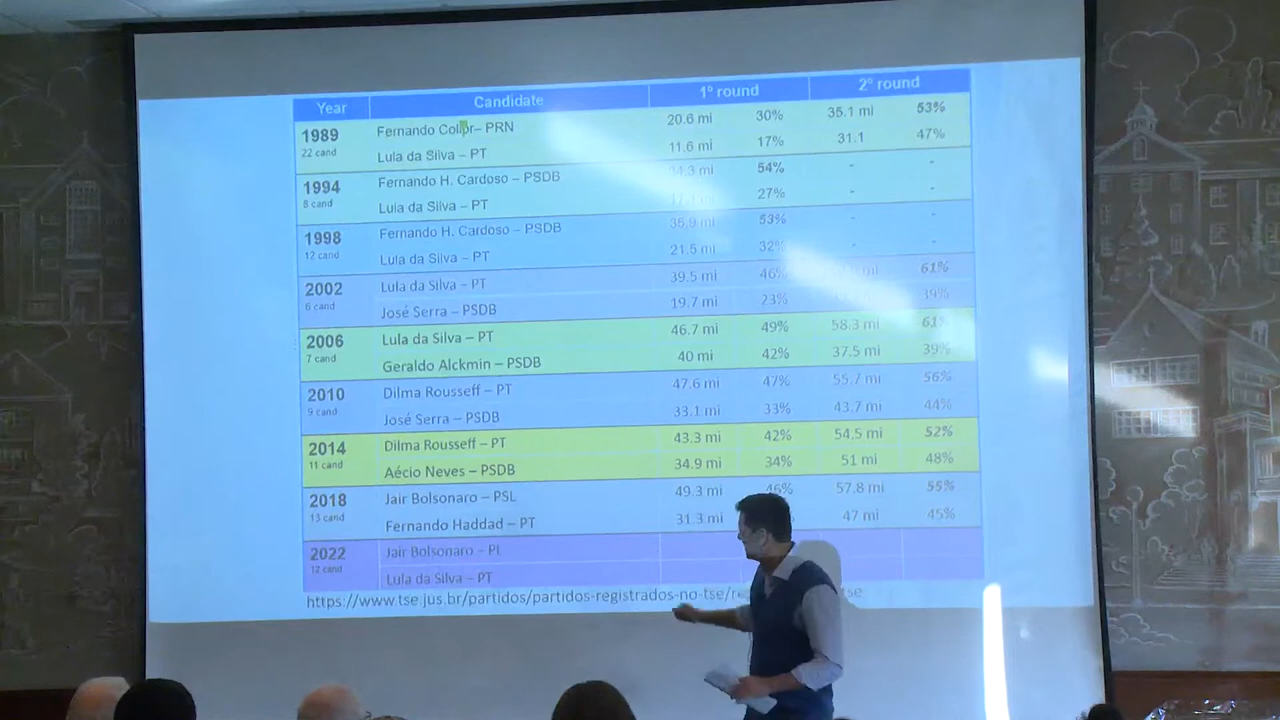 Year Candidate 1º round 2º round
1989 Fernando Collor– PRN 20.6 mi 30% 35.1 mi 53%
22 cand Lula da Silva – PT 11.6 mi 17% 31.1 47%
1994 Fernando H. Cardoso – PSDB mi 54% - -
8 cand Lula da Silva – PT 27% - -
1998 Fernando H. Cardoso – PSDB 35.9 mi 53% - -
12 cand Lula da Silva – PT 21.5 mi 32% - -
2002 Lula da Silva – PT 39.5 mi 46% mi 61%
6 cand José Serra – PSDB 19.7 mi 23% 39%
2006 Lula da Silva – PT 46.7 mi 49% 58.3 mi 61%
7 cand Geraldo Alckmin – PSDB 40 mi 42% 37.5 mi 39%
2010 Dilma Rousseff – PT 47.6 mi 47% 55.7 mi 56%
9 cand José Serra – PSDB 33.1 mi 33% 43.7 mi 44%
2014 Dilma Rousseff – PT 43.3 mi 42% 54.5 mi 52%
11 cand Aécio Neves – PSDB 34.9 mi 34% 51 mi 48%
2018 Jair Bolsonaro – PSL 49.3 mi 46% 57.8 mi 55%
13 cand Fernando Haddad – PT 31.3 mi 47 mi 45%
2022 Jair Bolsonaro – PL
12 cand Lula da Silva – PT
https://www.tse.jus.br/partidos/partidos-registrados-no-tse/re tse